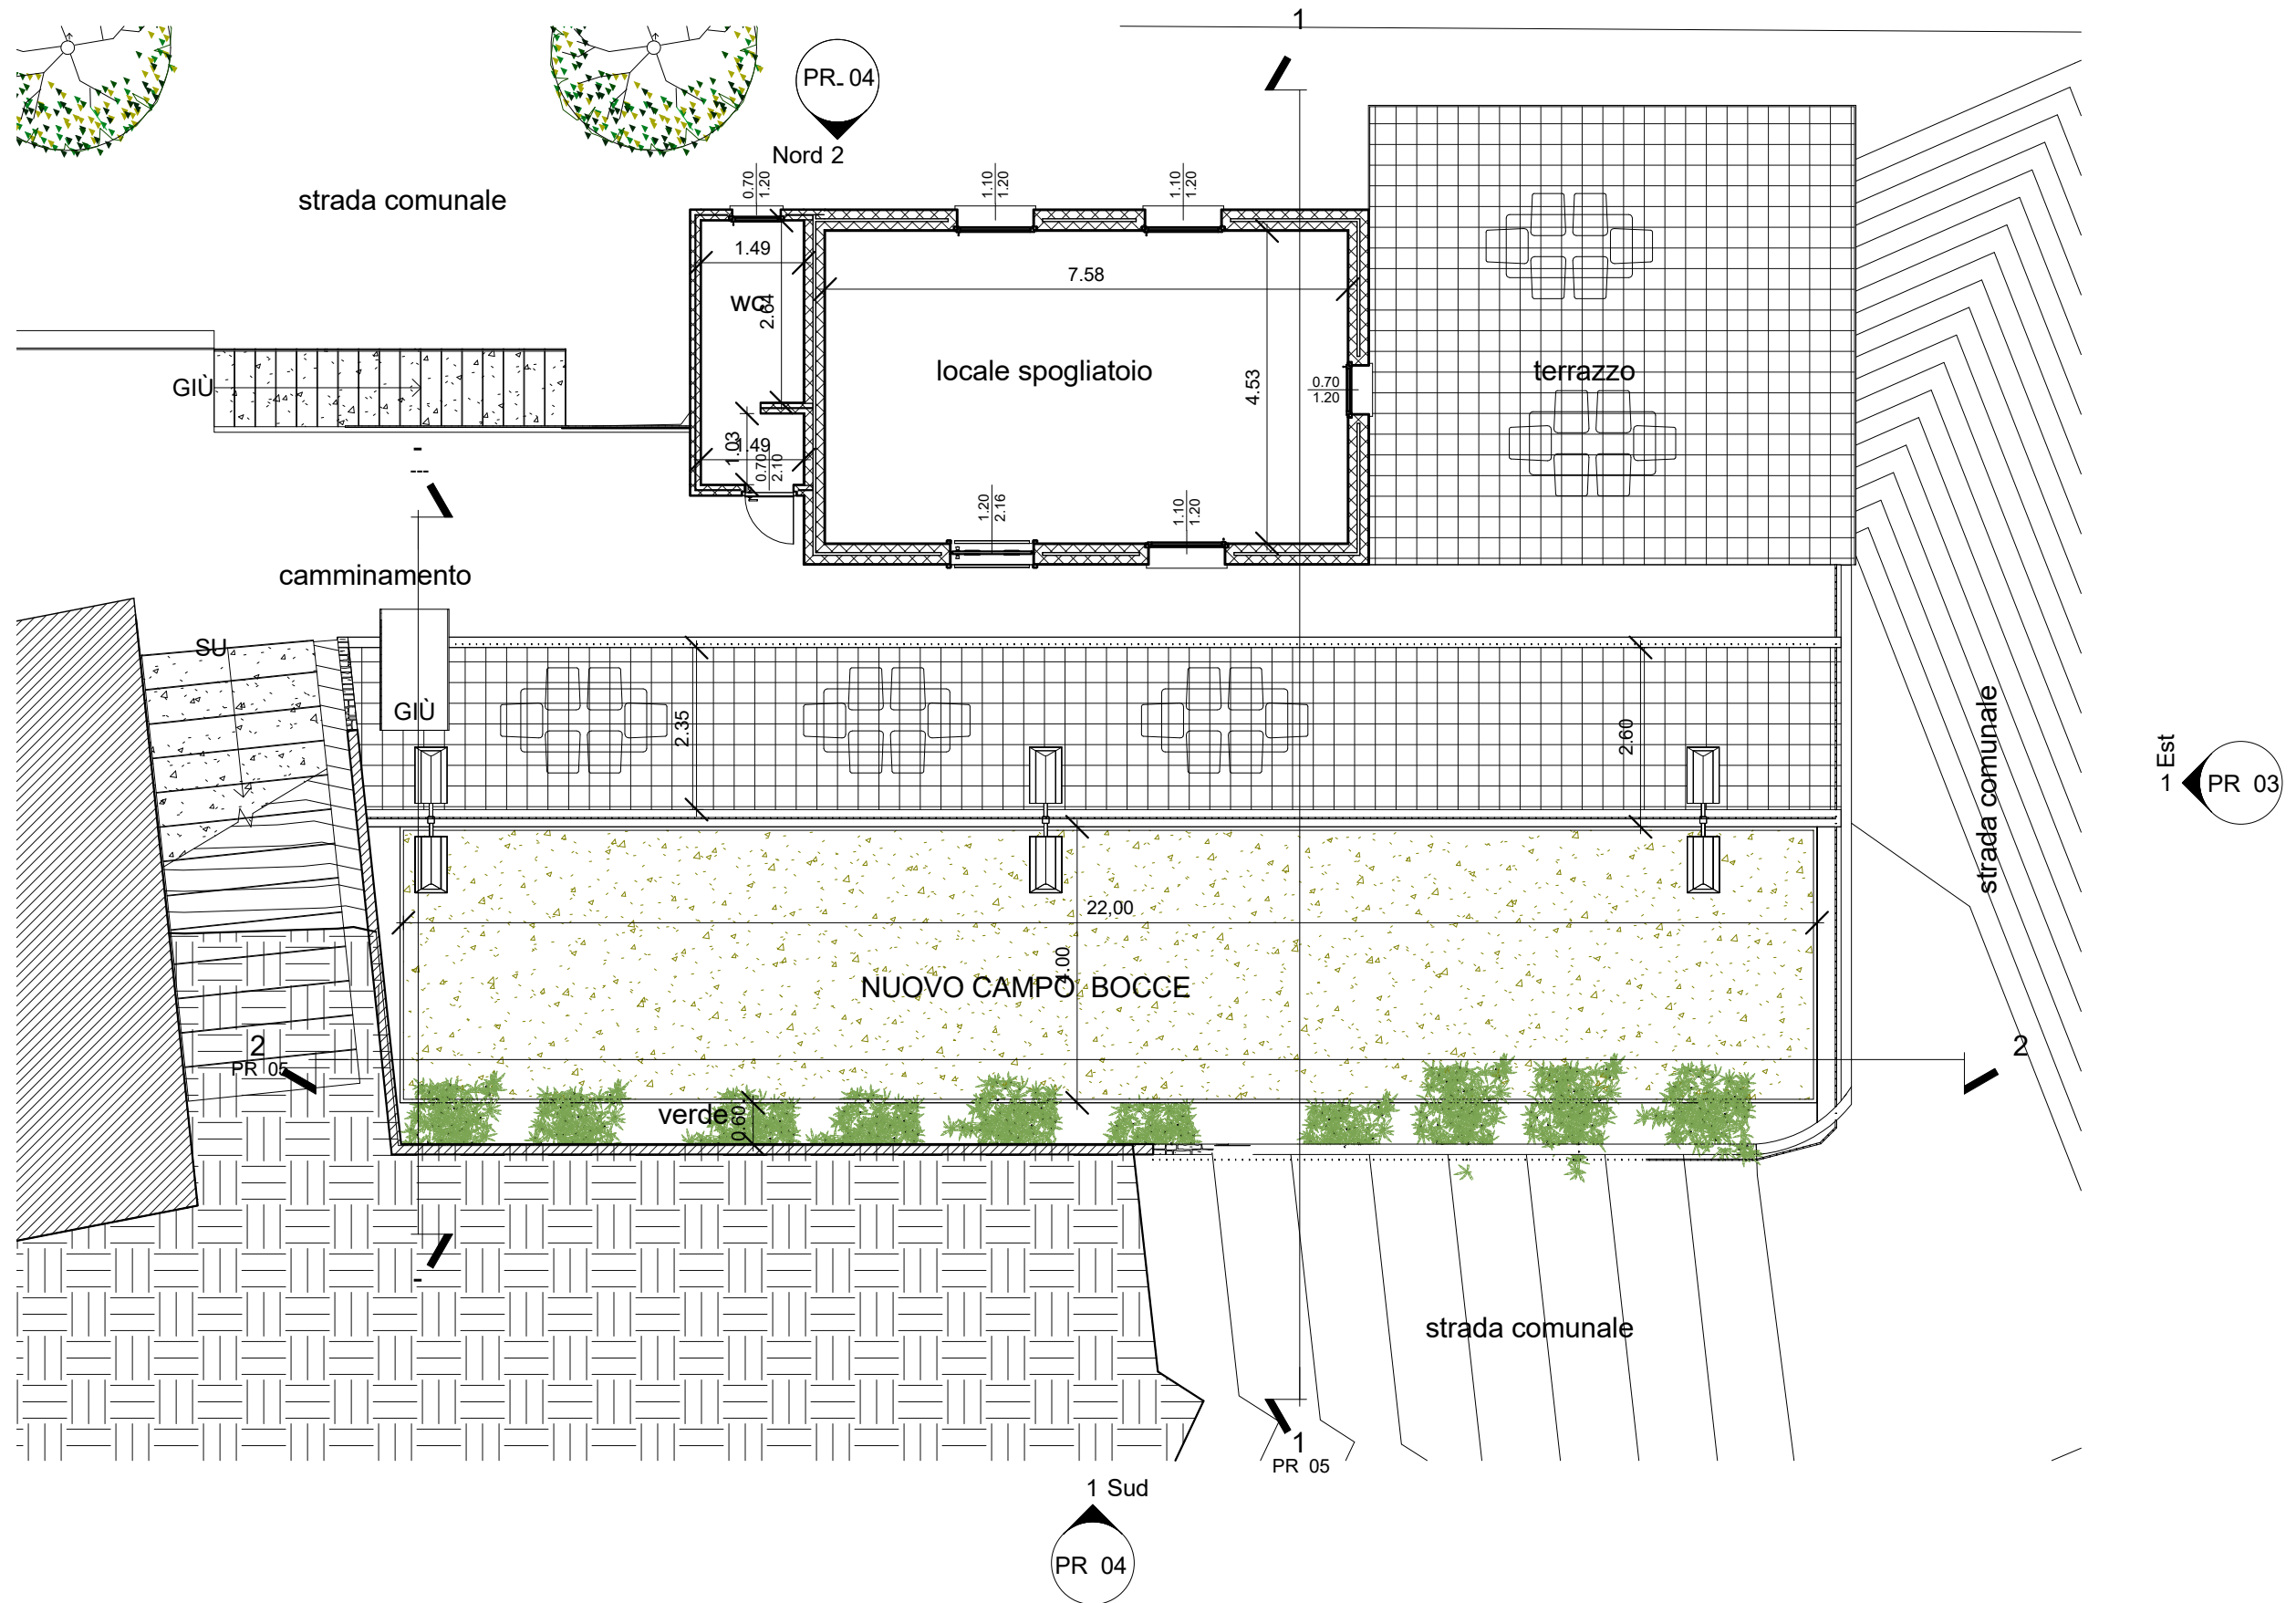 1
PR 04
Nord 2
0.70
1.20
1.10
1.20
1.10
1.20
strada comunale
1.49
7.58
wc
2.64
locale spogliatoio
4.53
0.70
1.20
terrazzo
GIÙ
1.03
1.49
0.70
2.10
-
---
1.20
2.16
1.10
1.20
camminamento
SU
GIÙ
2.35
2.60
strada comunale
1 Est
PR 03
22,00
4.00
NUOVO CAMPO BOCCE
2
PR 05
2
verde
0.60
-
strada comunale
1
PR 05
1 Sud
PR 04